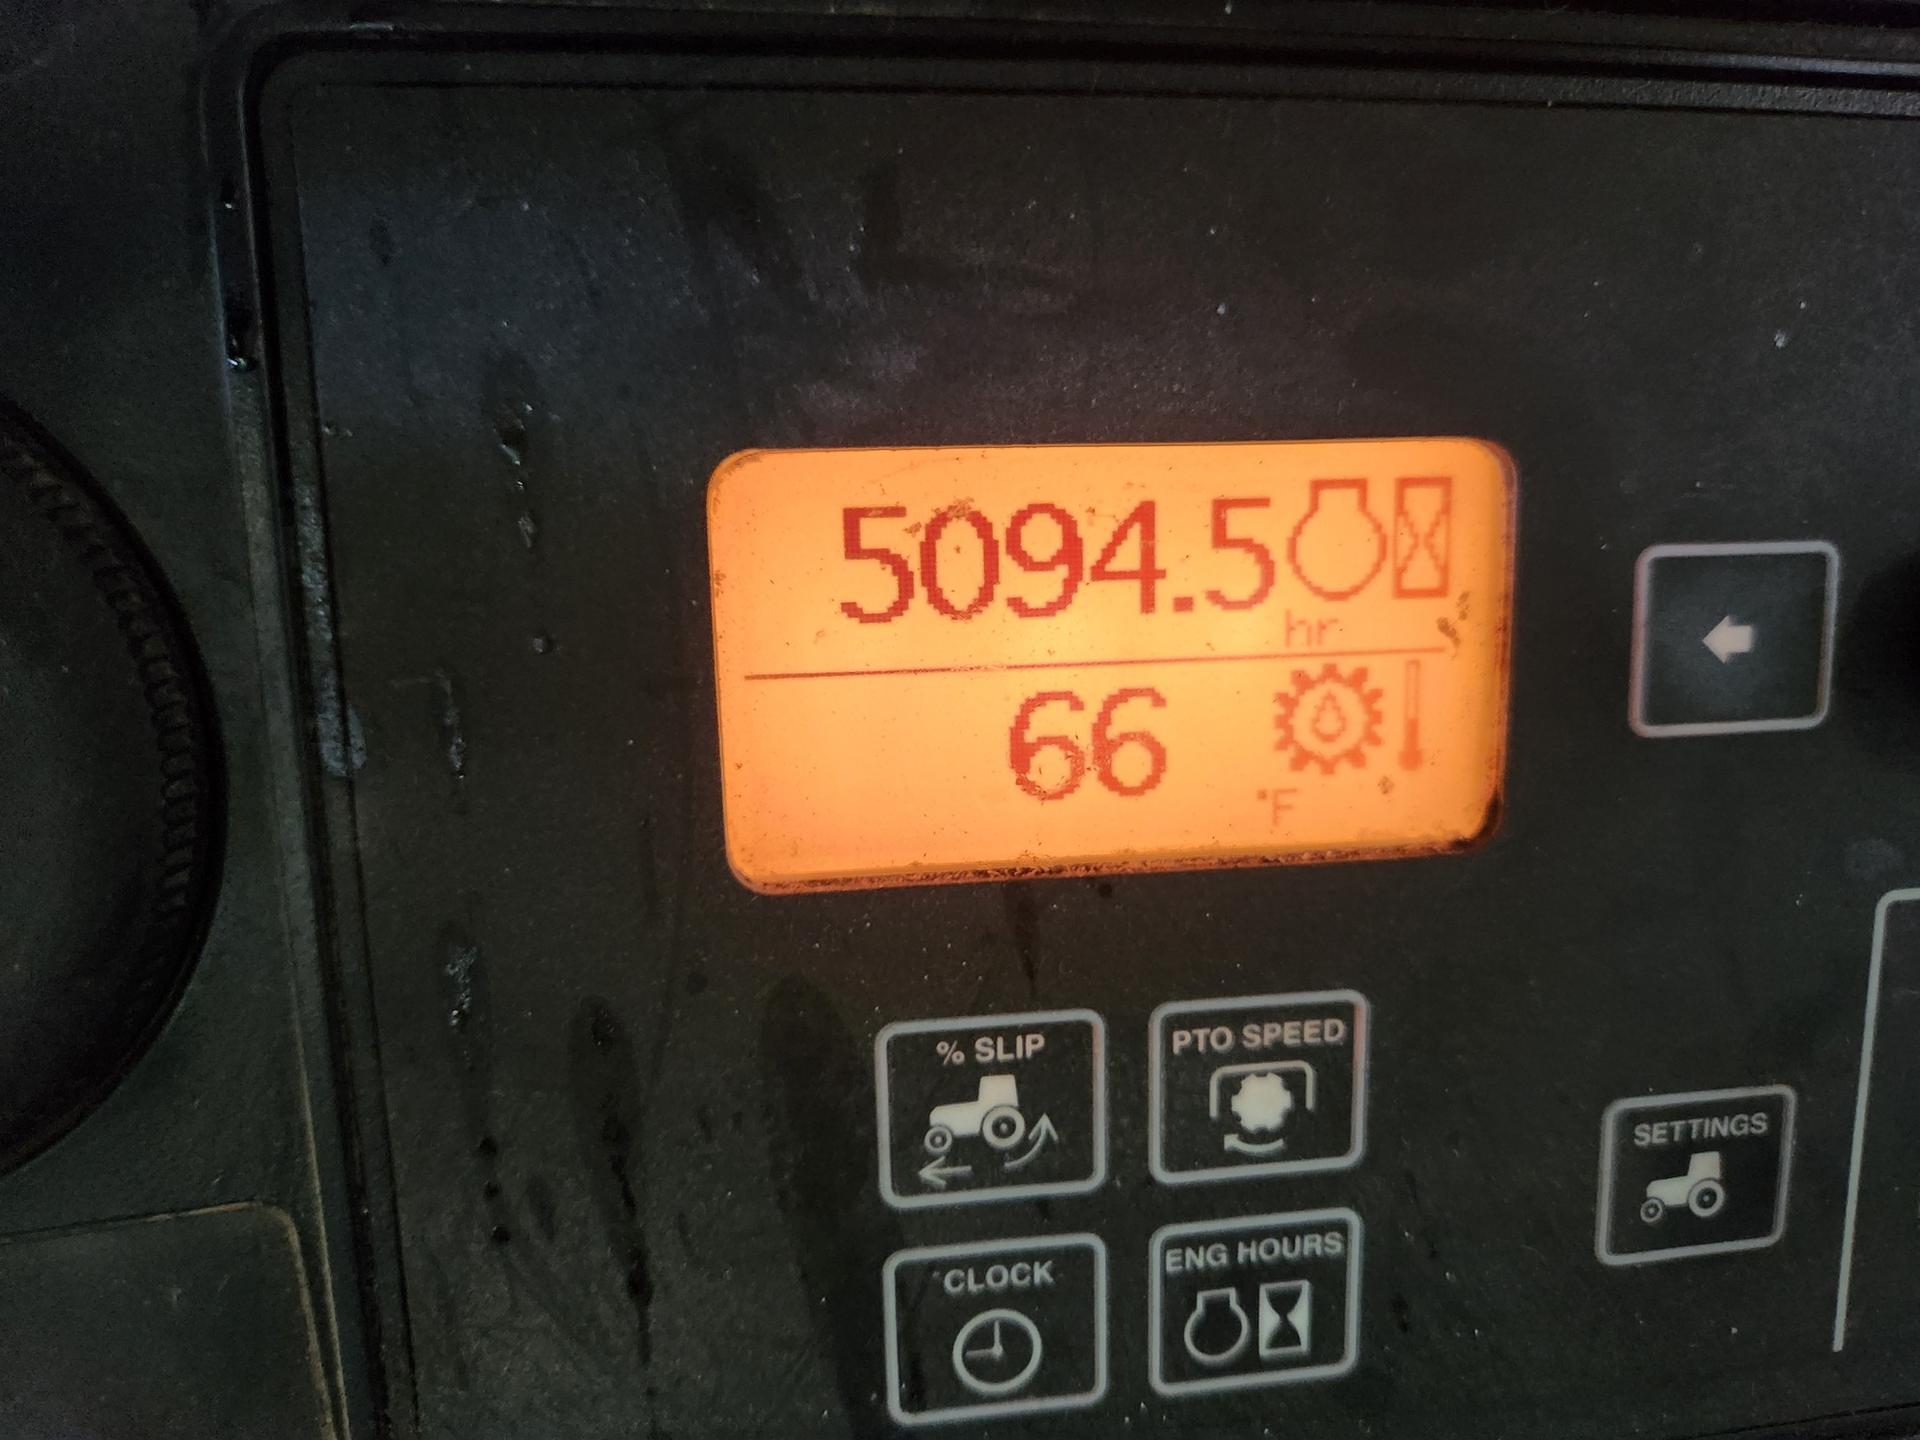 5094.5
hr
66
°F
% SLIP
PTO SPEED
SETTINGS
CLOCK
ENG HOURS